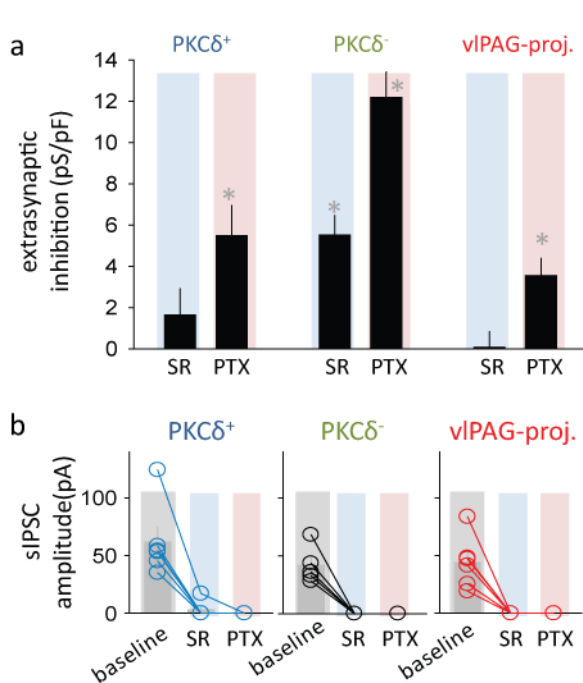 a
PKCδ⁺ PKCδ⁻ vlPAG-proj.
extrasynaptic
inhibition (pS/pF)
14
12
10
8
6
4
2
0
* * * *
SR PTX SR PTX SR PTX
b
PKCδ⁺ PKCδ⁻ vlPAG-proj.
sIPSC
amplitude(pA)
100
50
0
baseline SR PTX baseline SR PTX baseline SR PTX